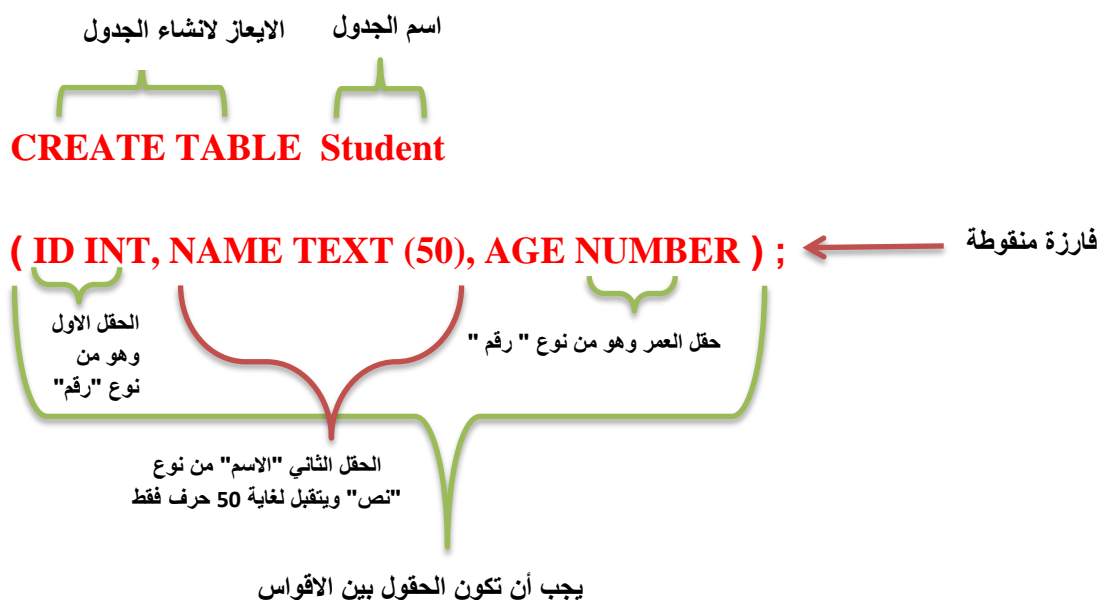 الايعاز لانشاء الجدول
اسم الجدول
CREATE TABLE Student
( ID INT, NAME TEXT (50), AGE NUMBER ) ;
فارزة منقوطة
الحقل الاول
وهو من
نوع "رقم"
حقل العمر وهو من نوع " رقم "
الحقل الثاني "الاسم" من نوع
"نص" ويتقبل لغاية 50 حرف فقط
يجب أن تكون الحقول بين الاقواس